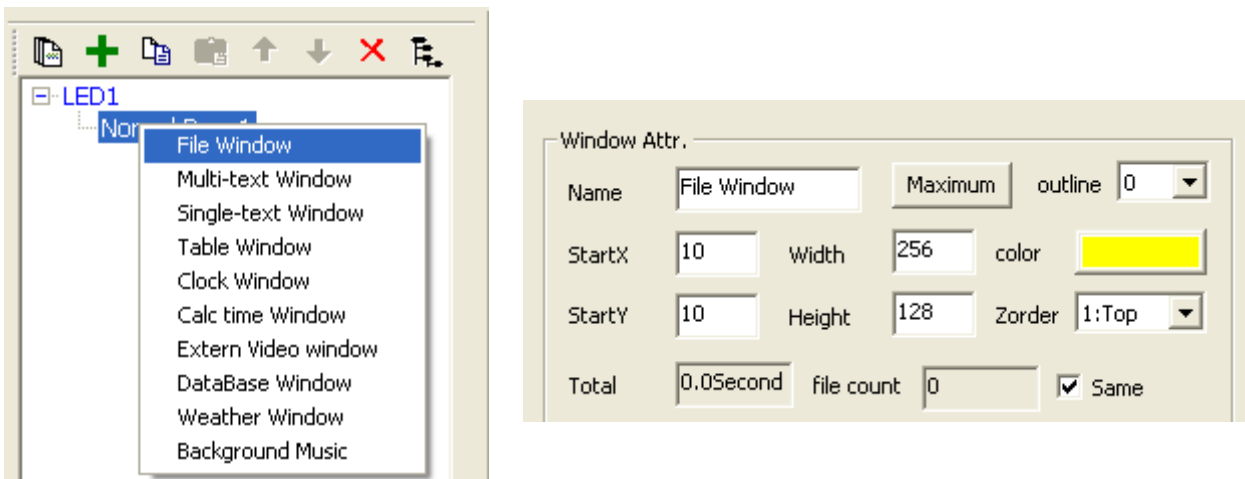 LED1
File Window
Multi-text Window
Single-text Window
Table Window
Clock Window
Calc time Window
Extern Video window
DataBase Window
Weather Window
Background Music
Window Attr.
Name File Window Maximum outline 0
StartX 10 Width 256 color
StartY 10 Height 128 Zorder 1:Top
Total 0.0Second file count 0 Same